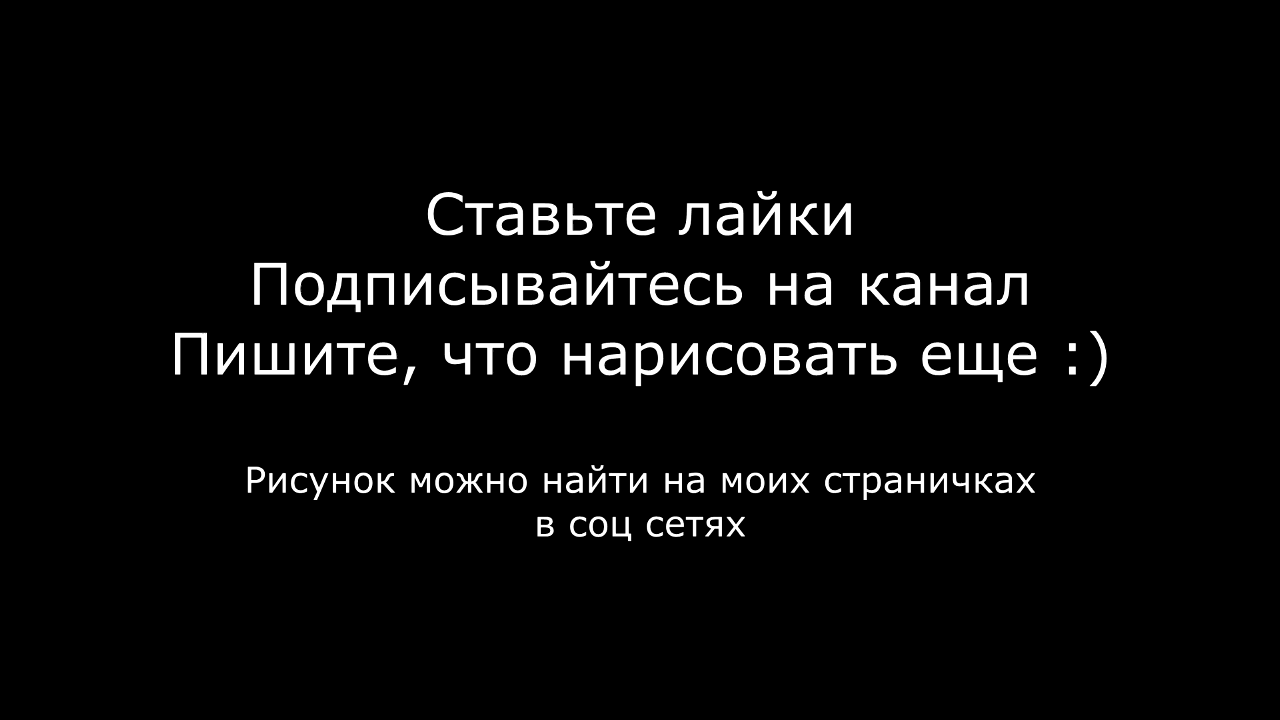 Ставьте лайки
Подписывайтесь на канал
Пишите, что нарисовать еще :)
Рисунок можно найти на моих страничках
в соц сетях